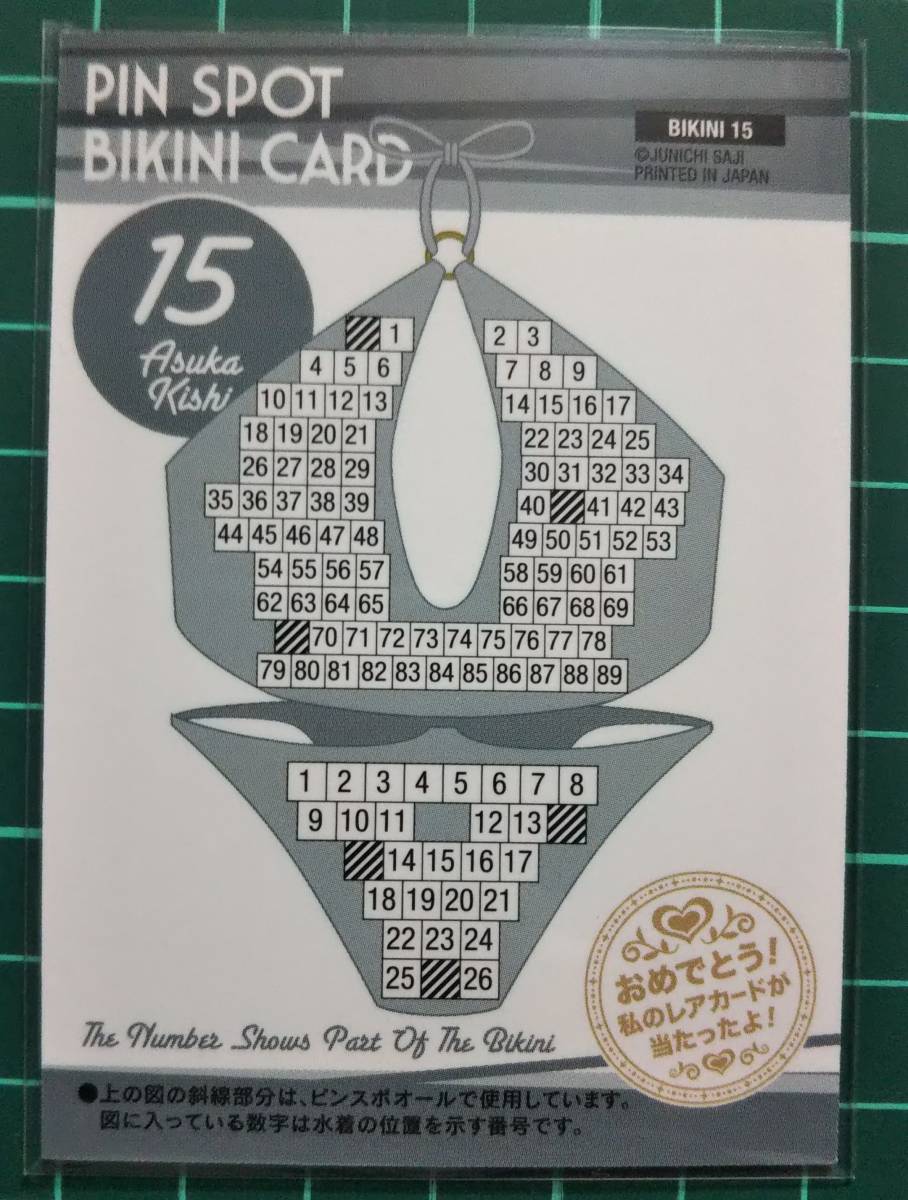 PIN SPOT
BIKINI CARD
BIKINI 15
©JUNICHI SAJI
PRINTED IN JAPAN
15
Asuka
Kishi
1 2 3
4 5 6 7 8 9
10 11 12 13 14 15 16 17
18 19 20 21 22 23 24 25
26 27 28 29 30 31 32 33 34
35 36 37 38 39 40 41 42 43
44 45 46 47 48 49 50 51 52 53
54 55 56 57 58 59 60 61
62 63 64 65 66 67 68 69
70 71 72 73 74 75 76 77 78
79 80 81 82 83 84 85 86 87 88 89
1 2 3 4 5 6 7 8
9 10 11 12 13
14 15 16 17
18 19 20 21
22 23 24
25 26
おめでとう!
私のレアカードが
当たったよ!
The Number Shows Part Of The Bikini
●上の図の斜線部分は、ピンスポオールで使用しています。
図に入っている数字は水着の位置を示す番号です。